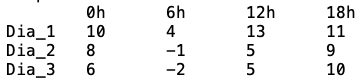 0h 6h 12h 18h
Dia_1 10 4 13 11
Dia_2 8 -1 5 9
Dia_3 6 -2 5 10